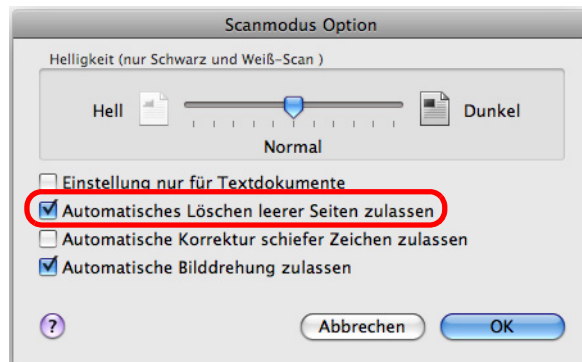 Scanmodus Option
Helligkeit (nur Schwarz und Weiß-Scan )
Hell Dunkel
Normal
Einstellung nur für Textdokumente
Automatisches Löschen leerer Seiten zulassen
Automatische Korrektur schiefer Zeichen zulassen
Automatische Bilddrehung zulassen
? Abbrechen OK